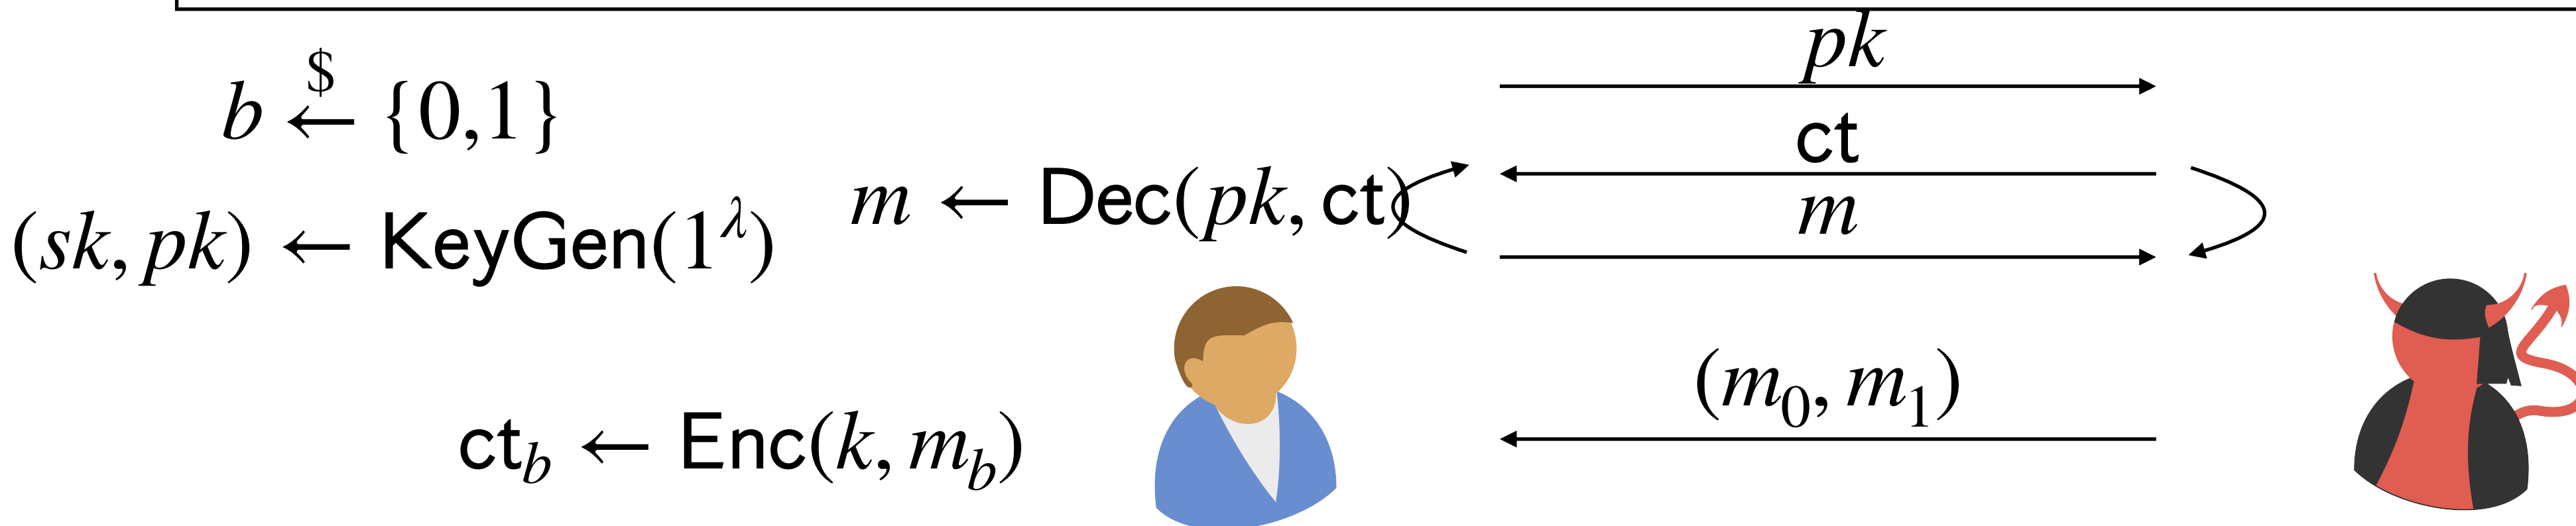 pk
b ←$ {0,1}
ct
m ← Dec(pk, ct)
m
(sk, pk) ← KeyGen(1^λ)
(m_0, m_1)
ct_b ← Enc(k, m_b)